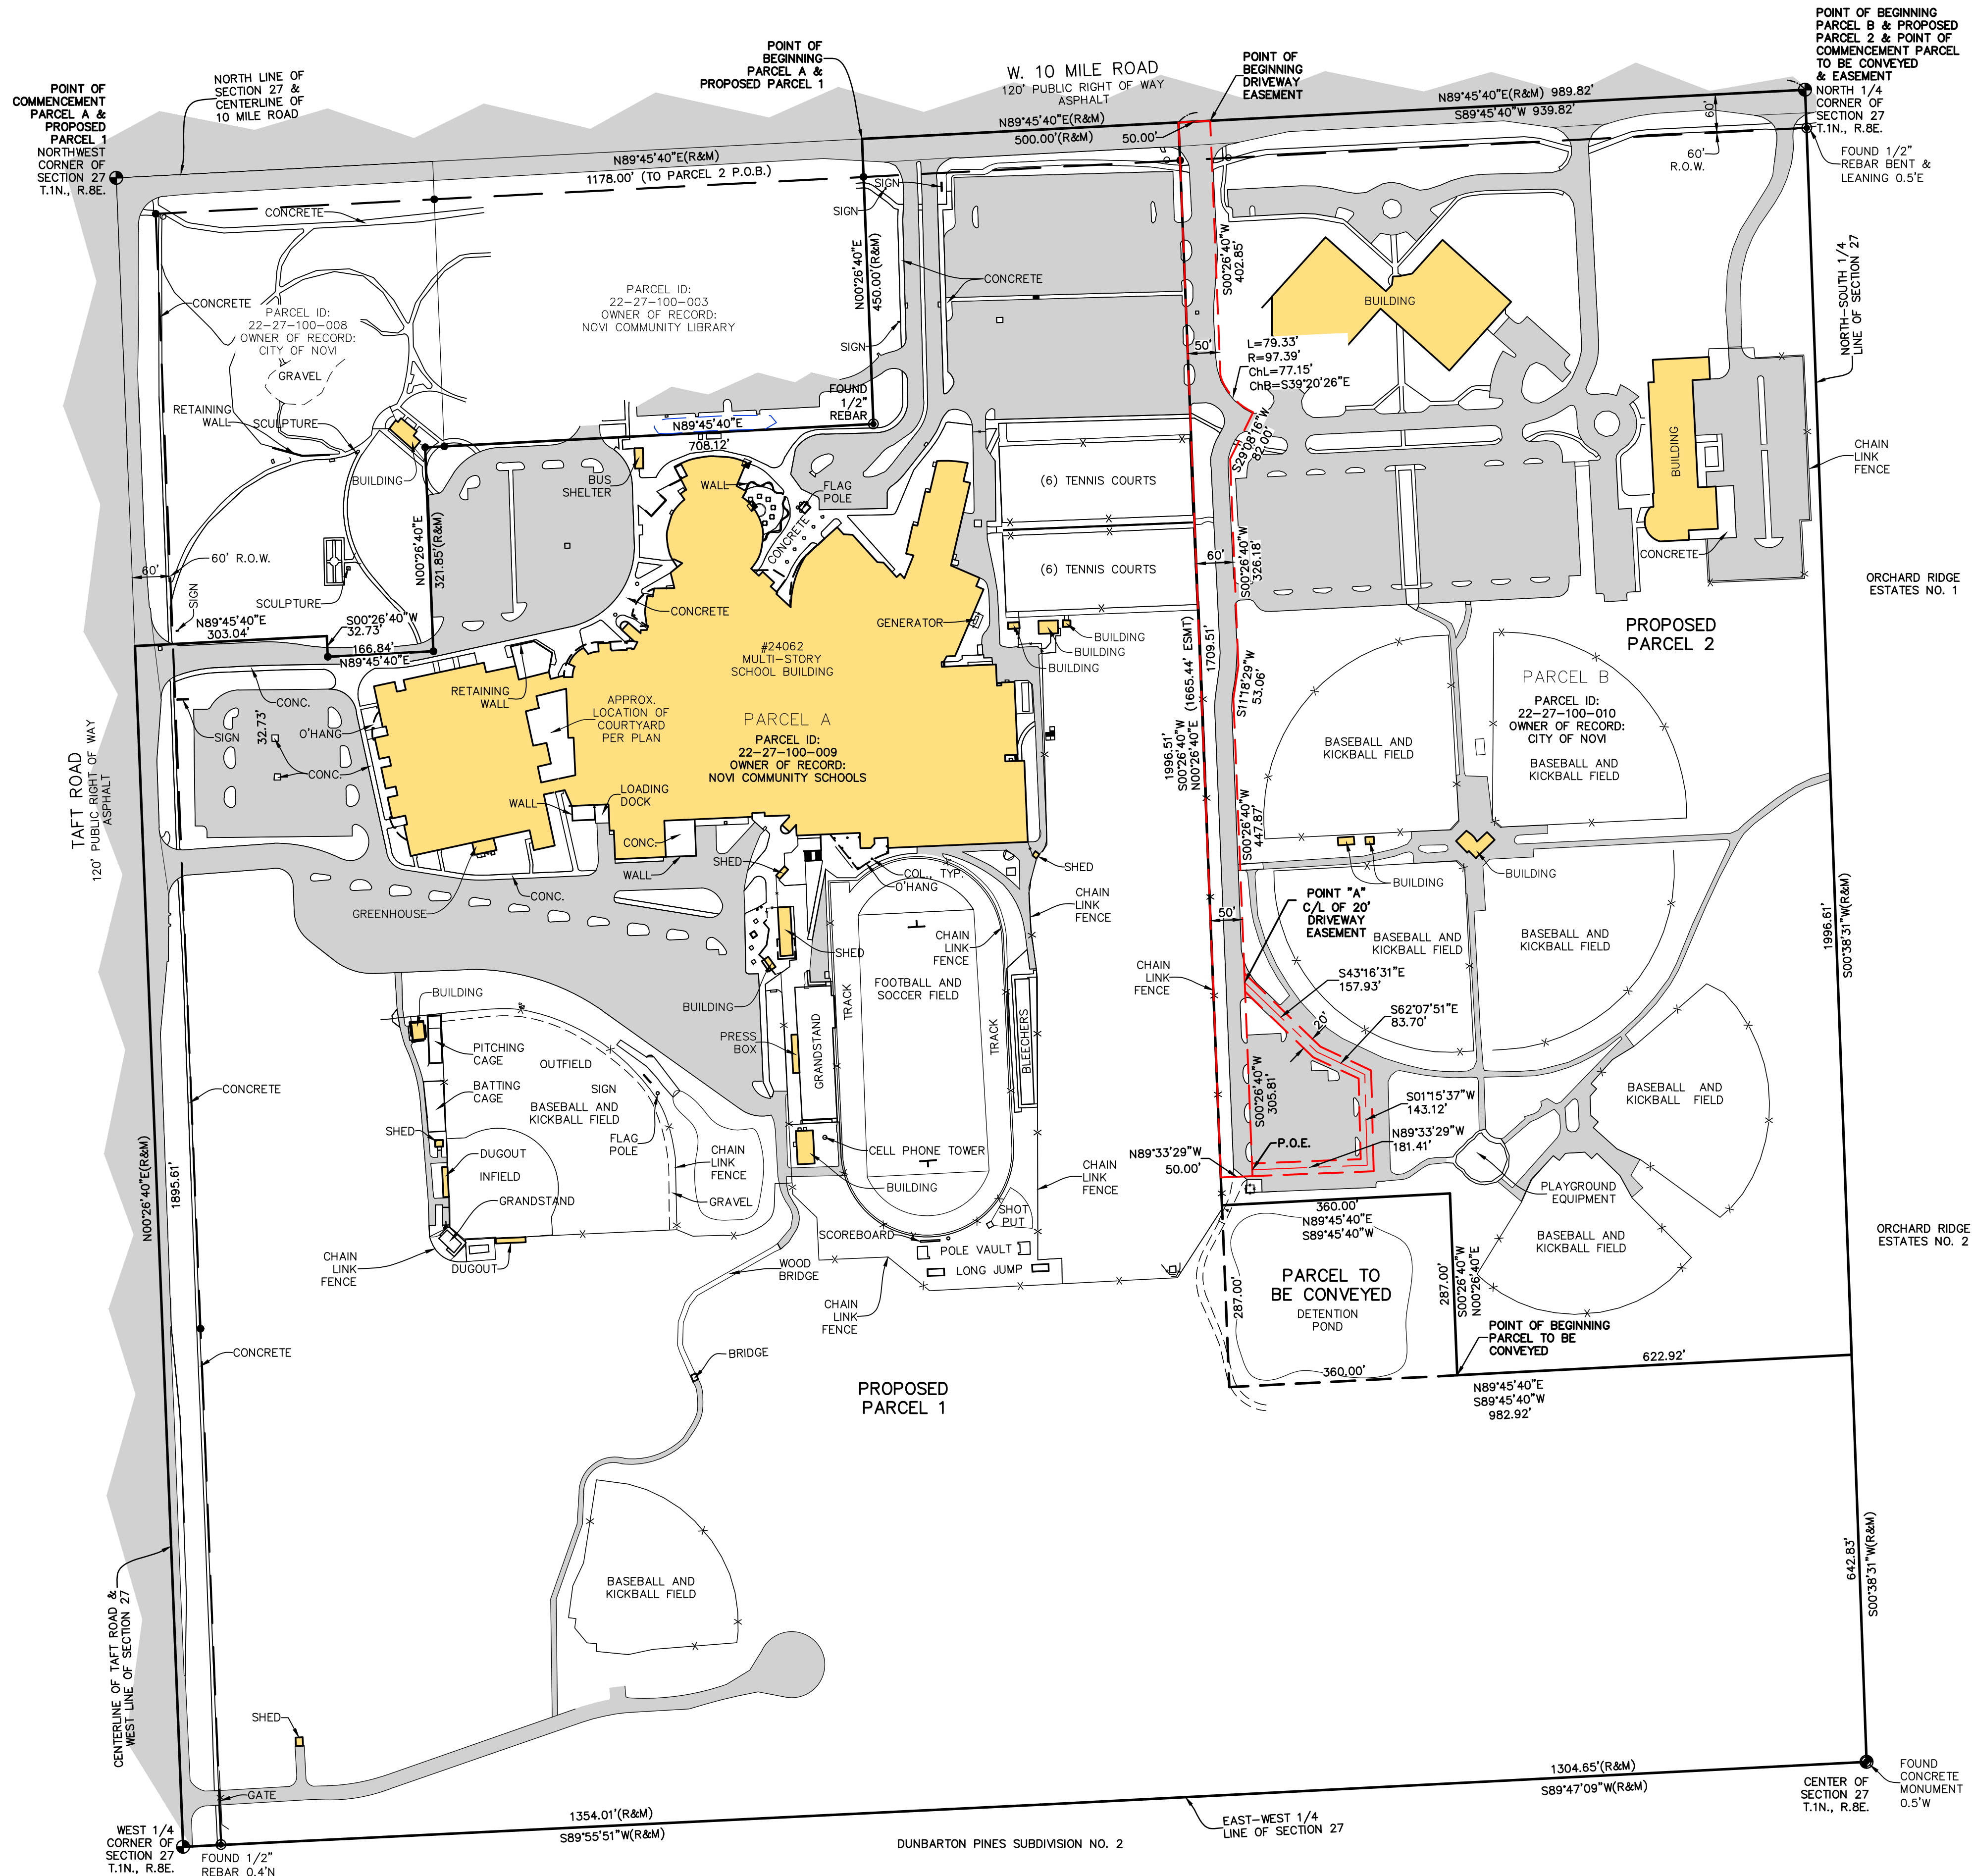 POINT OF
COMMENCEMENT
PARCEL A &
PROPOSED
PARCEL 1
NORTHWEST
CORNER OF
SECTION 27
T.1N., R.8E.
NORTH LINE OF
SECTION 27 &
CENTERLINE OF
10 MILE ROAD
POINT OF
BEGINNING
PARCEL A &
PROPOSED PARCEL 1
W. 10 MILE ROAD
120' PUBLIC RIGHT OF WAY
ASPHALT
POINT OF
BEGINNING
DRIVEWAY
EASEMENT
POINT OF BEGINNING
PARCEL B & PROPOSED
PARCEL 2 & POINT OF
COMMENCEMENT PARCEL
TO BE CONVEYED
& EASEMENT
NORTH 1/4
CORNER OF
SECTION 27
T.1N., R.8E.
FOUND 1/2"
REBAR BENT &
LEANING 0.5'E
N89°45'40"E(R&M) 989.82'
S89°45'40"W 939.82'
60'
60'
R.O.W.
N89°45'40"E(R&M)
500.00'(R&M)
50.00'
N89°45'40"E(R&M)
1178.00' (TO PARCEL 2 P.O.B.)
SIGN
SIGN
CONCRETE
CONCRETE
CONCRETE
SIGN
N00°26'40"E
450.00'(R&M)
PARCEL ID:
22-27-100-003
OWNER OF RECORD:
NOVI COMMUNITY LIBRARY
PARCEL ID:
22-27-100-008
OWNER OF RECORD:
CITY OF NOVI
GRAVEL
RETAINING
WALL
SCULPTURE
BUILDING
FOUND
1/2"
REBAR
N89°45'40"E
708.12'
BUS
SHELTER
WALL
FLAG
POLE
CONCRETE
N00°26'40"E
321.85'(R&M)
60' R.O.W.
60'
SIGN
SCULPTURE
N89°45'40"E
303.04'
S00°26'40"W
32.73'
166.84'
N89°45'40"E
CONCRETE
#24062
MULTI-STORY
SCHOOL BUILDING
GENERATOR
BUILDING
BUILDING
BUILDING
(6) TENNIS COURTS
(6) TENNIS COURTS
S00°26'40"W
402.85'
50'
L=79.33'
R=97.39'
ChL=77.15'
ChB=S39°20'26"E
S29°08'16"W
82.00'
BUILDING
BUILDING
CHAIN
LINK
FENCE
NORTH-SOUTH 1/4
LINE OF SECTION 27
CONCRETE
ORCHARD RIDGE
ESTATES NO. 1
60'
S00°26'40"W
326.18'
PROPOSED
PARCEL 2
PARCEL B
PARCEL ID:
22-27-100-010
OWNER OF RECORD:
CITY OF NOVI
BASEBALL AND
KICKBALL FIELD
BASEBALL AND
KICKBALL FIELD
S11°18'29"W
53.06'
1996.51'
S00°26'40"W
N00°26'40"E (1665.44' ESMT)
1709.51'
RETAINING
WALL
APPROX.
LOCATION OF
COURTYARD
PER PLAN
PARCEL A
PARCEL ID:
22-27-100-009
OWNER OF RECORD:
NOVI COMMUNITY SCHOOLS
CONC.
O'HANG
SIGN
32.73'
CONC.
TAFT ROAD
120' PUBLIC RIGHT OF WAY
ASPHALT
WALL
LOADING
DOCK
CONC.
WALL
GREENHOUSE
CONC.
SHED
COL., TYP.
O'HANG
SHED
CHAIN
LINK
FENCE
S00°26'40"W
447.87'
BUILDING
BUILDING
POINT "A"
C/L OF 20'
DRIVEWAY
EASEMENT
50'
BASEBALL AND
KICKBALL FIELD
BASEBALL AND
KICKBALL FIELD
1996.61'
S00°38'31"W(R&M)
SHED
CHAIN
LINK
FENCE
BUILDING
FOOTBALL AND
SOCCER FIELD
TRACK
TRACK
PRESS
BOX
GRANDSTAND
BLEECHERS
CHAIN
LINK
FENCE
S43°16'31"E
157.93'
S62°07'51"E
83.70'
20'
S01°15'37"W
143.12'
N89°33'29"W
181.41'
S00°26'40"W
305.81'
P.O.E.
N89°33'29"W
50.00'
BASEBALL AND
KICKBALL FIELD
BUILDING
PITCHING
CAGE
OUTFIELD
BATTING
CAGE
SIGN
BASEBALL AND
KICKBALL FIELD
SHED
FLAG
POLE
DUGOUT
INFIELD
GRANDSTAND
CHAIN
LINK
FENCE
GRAVEL
CELL PHONE TOWER
BUILDING
SHOT
PUT
CHAIN
LINK
FENCE
SCOREBOARD
POLE VAULT
LONG JUMP
CHAIN
LINK
FENCE
DUGOUT
WOOD
BRIDGE
CHAIN
LINK
FENCE
CONCRETE
N00°26'40"E(R&M)
1895.61'
PLAYGROUND
EQUIPMENT
BASEBALL AND
KICKBALL FIELD
ORCHARD RIDGE
ESTATES NO. 2
360.00'
N89°45'40"E
S89°45'40"W
PARCEL TO
BE CONVEYED
DETENTION
POND
287.00'
287.00'
S00°26'40"W
N00°26'40"E
POINT OF BEGINNING
PARCEL TO BE
CONVEYED
360.00'
622.92'
N89°45'40"E
S89°45'40"W
982.92'
CONCRETE
BRIDGE
PROPOSED
PARCEL 1
BASEBALL AND
KICKBALL FIELD
642.83'
S00°38'31"W(R&M)
CENTERLINE OF TAFT ROAD &
WEST LINE OF SECTION 27
SHED
GATE
WEST 1/4
CORNER OF
SECTION 27
T.1N., R.8E.
FOUND 1/2"
REBAR 0.4'N
1354.01'(R&M)
S89°55'51"W(R&M)
DUNBARTON PINES SUBDIVISION NO. 2
EAST-WEST 1/4
LINE OF SECTION 27
1304.65'(R&M)
S89°47'09"W(R&M)
CENTER OF
SECTION 27
T.1N., R.8E.
FOUND
CONCRETE
MONUMENT
0.5'W